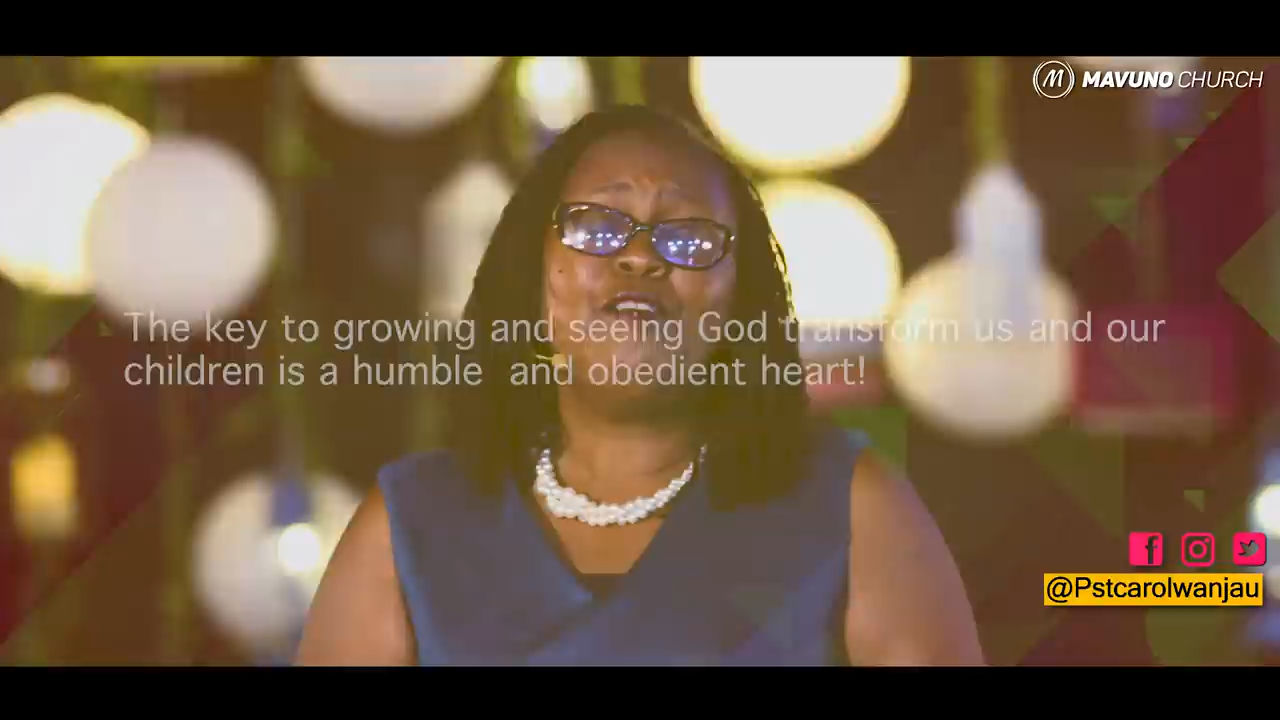 MAVUNO CHURCH
The key to growing and seeing God transform us and our
children is a humble and obedient heart!
@Pstcarolwanjau